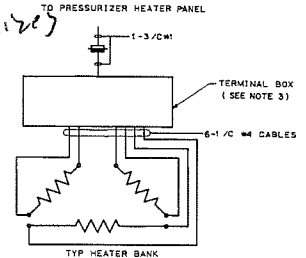 TO PRESSURIZER HEATER PANEL
1-3/C#1
TERMINAL BOX
(SEE NOTE 3)
6-1/C #4 CABLES
TYP HEATER BANK